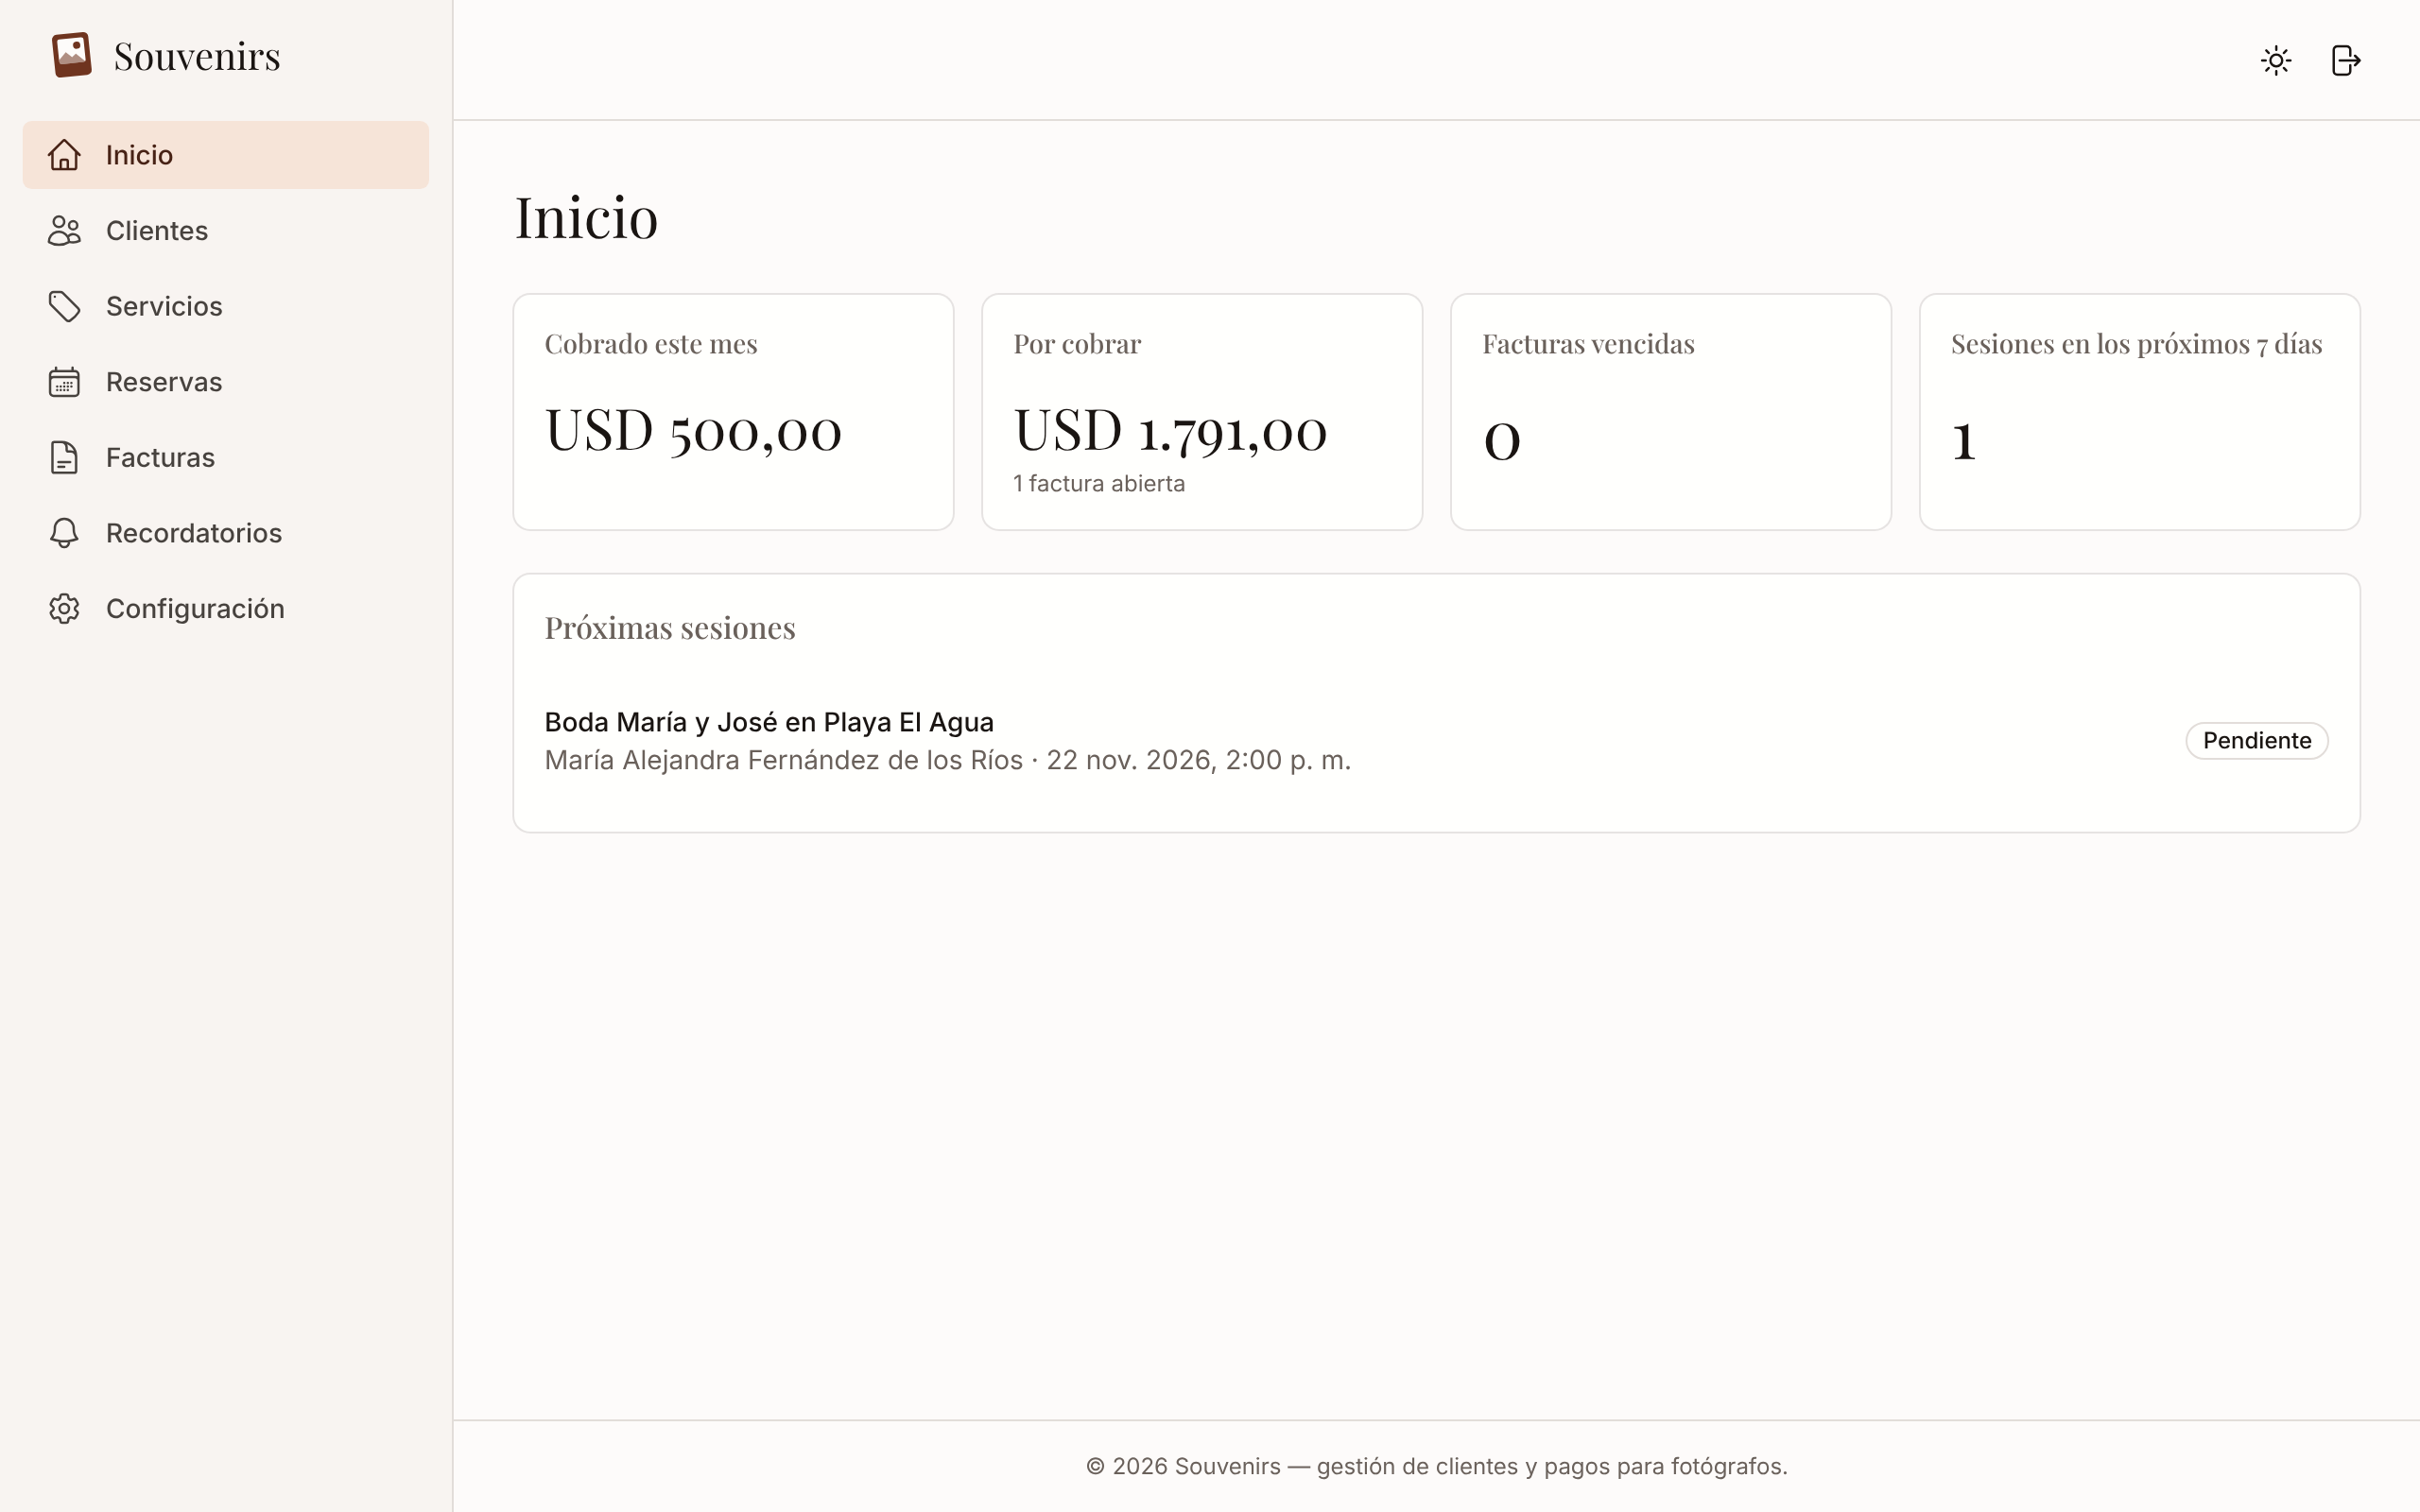 Souvenirs
Inicio
Clientes
Servicios
Reservas
Facturas
Recordatorios
Configuración
Inicio
Cobrado este mes
USD 500,00
Por cobrar
USD 1.791,00
1 factura abierta
Facturas vencidas
0
Sesiones en los próximos 7 días
1
Próximas sesiones
Boda María y José en Playa El Agua
María Alejandra Fernández de los Ríos · 22 nov. 2026, 2:00 p. m.
Pendiente
© 2026 Souvenirs — gestión de clientes y pagos para fotógrafos.